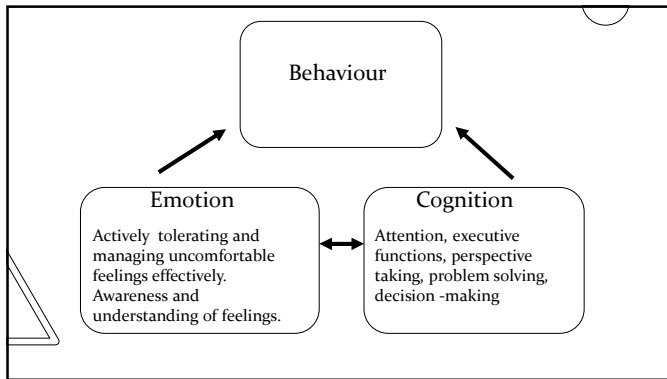 Behaviour
Emotion
Actively tolerating and
managing uncomfortable
feelings effectively.
Awareness and
understanding of feelings.
Cognition
Attention, executive
functions, perspective
taking, problem solving,
decision -making